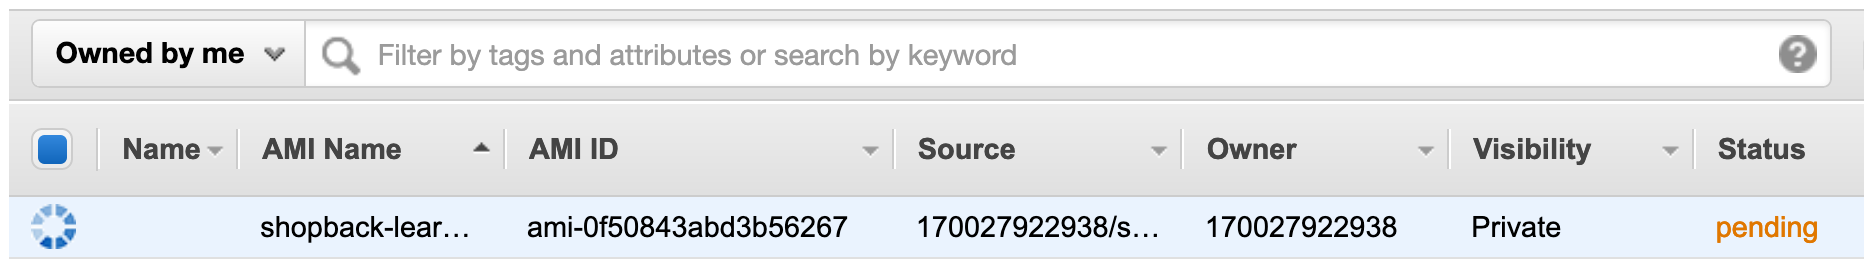 Owned by me Filter by tags and attributes or search by keyword ?
Name AMI Name AMI ID Source Owner Visibility Status
shopback-lear... ami-0f50843abd3b56267 170027922938/s... 170027922938 Private pending